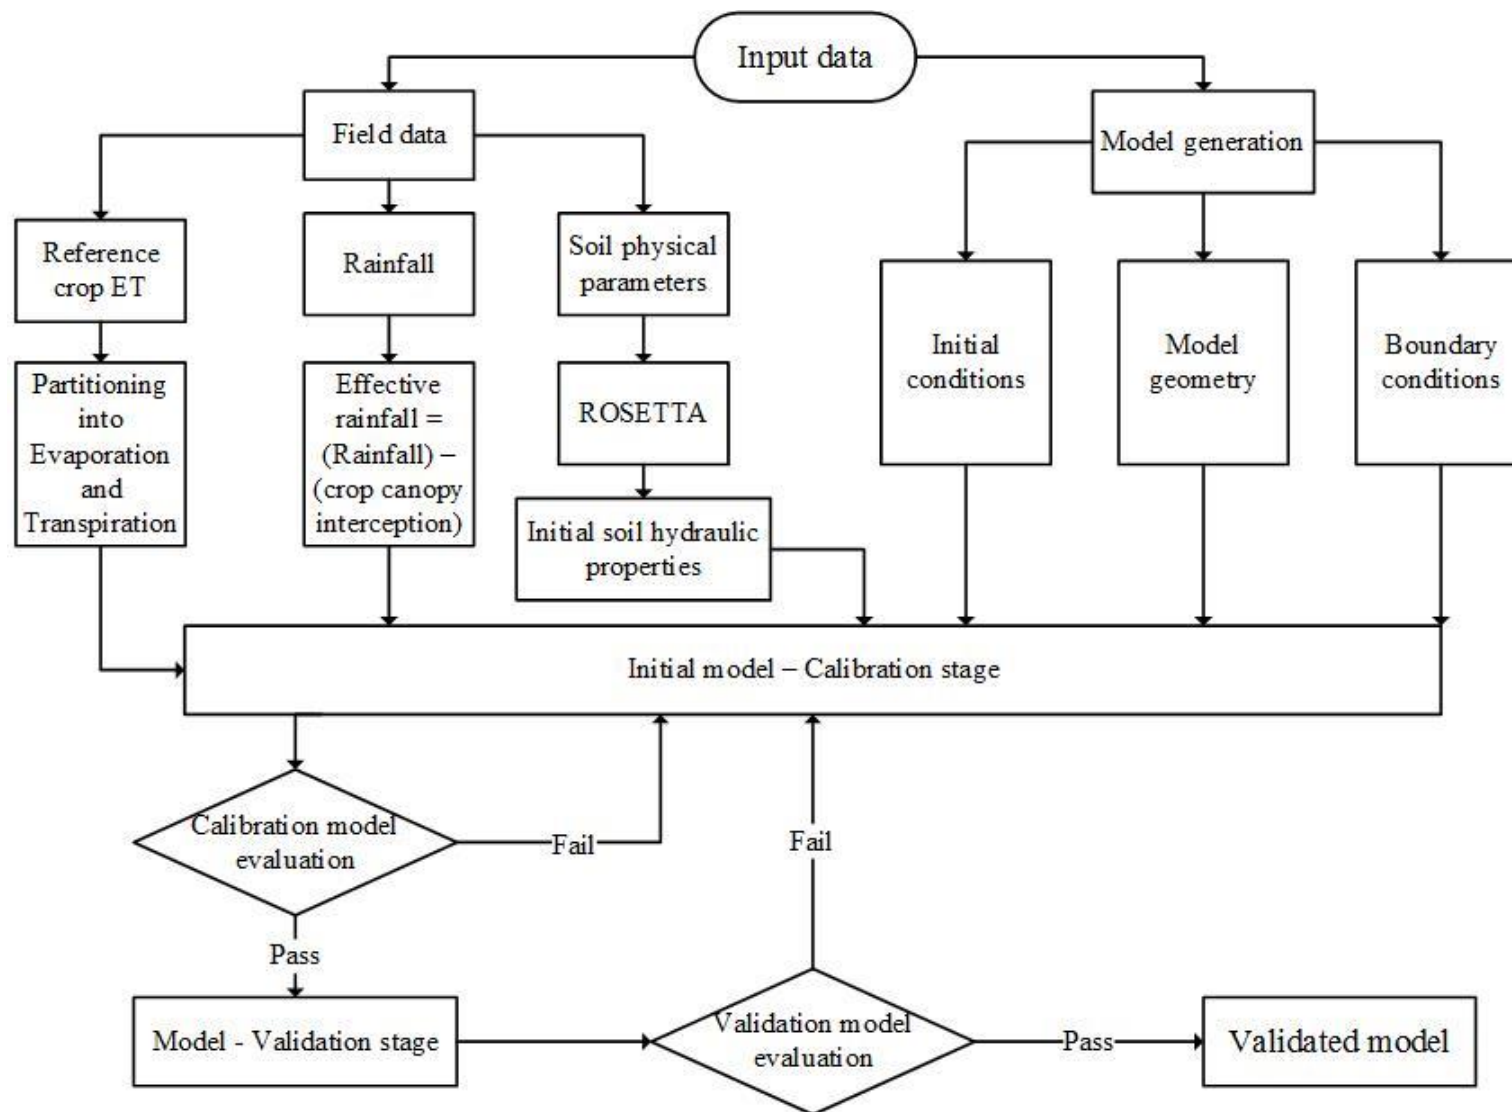 Input data
Field data
Model generation
Reference
crop ET
Rainfall
Soil physical
parameters
Initial
conditions
Model
geometry
Boundary
conditions
Partitioning
into
Evaporation
and
Transpiration
Effective
rainfall =
(Rainfall) –
(crop canopy
interception)
ROSETTA
Initial soil hydraulic
properties
Initial model – Calibration stage
Calibration model
evaluation
Fail
Fail
Pass
Model - Validation stage
Validation model
evaluation
Pass
Validated model